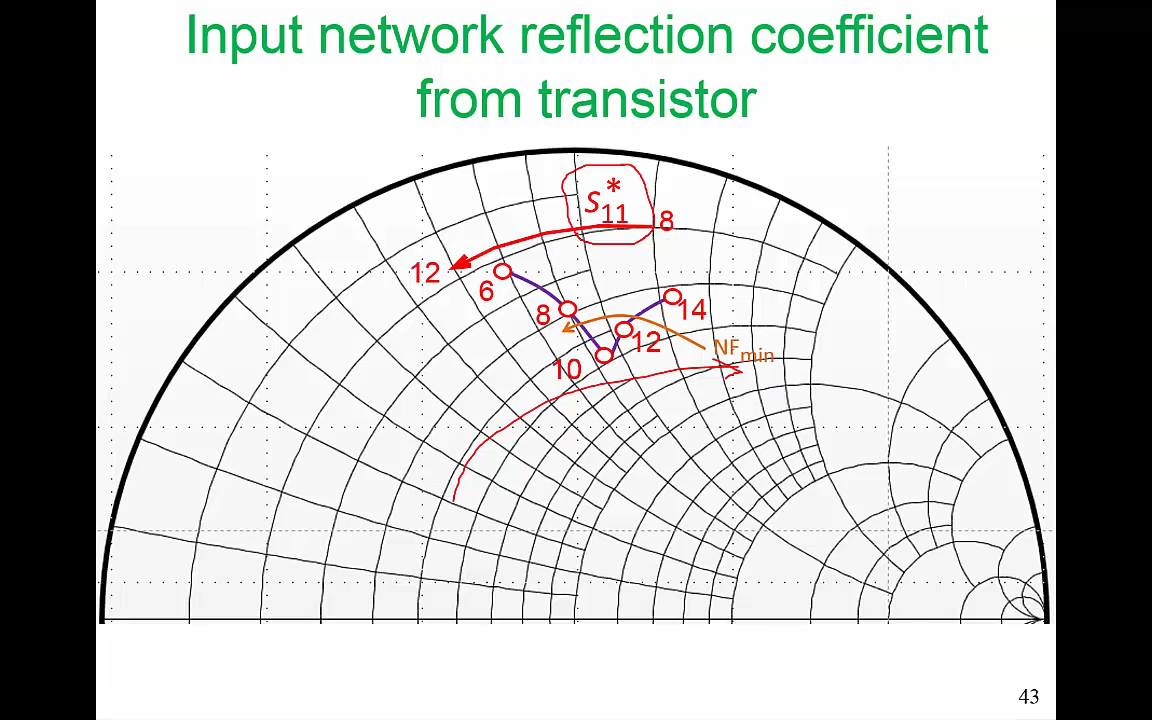 Input network reflection coefficient
from transistor
S*11
8
12
6
8
14
12
NFmin
10
43